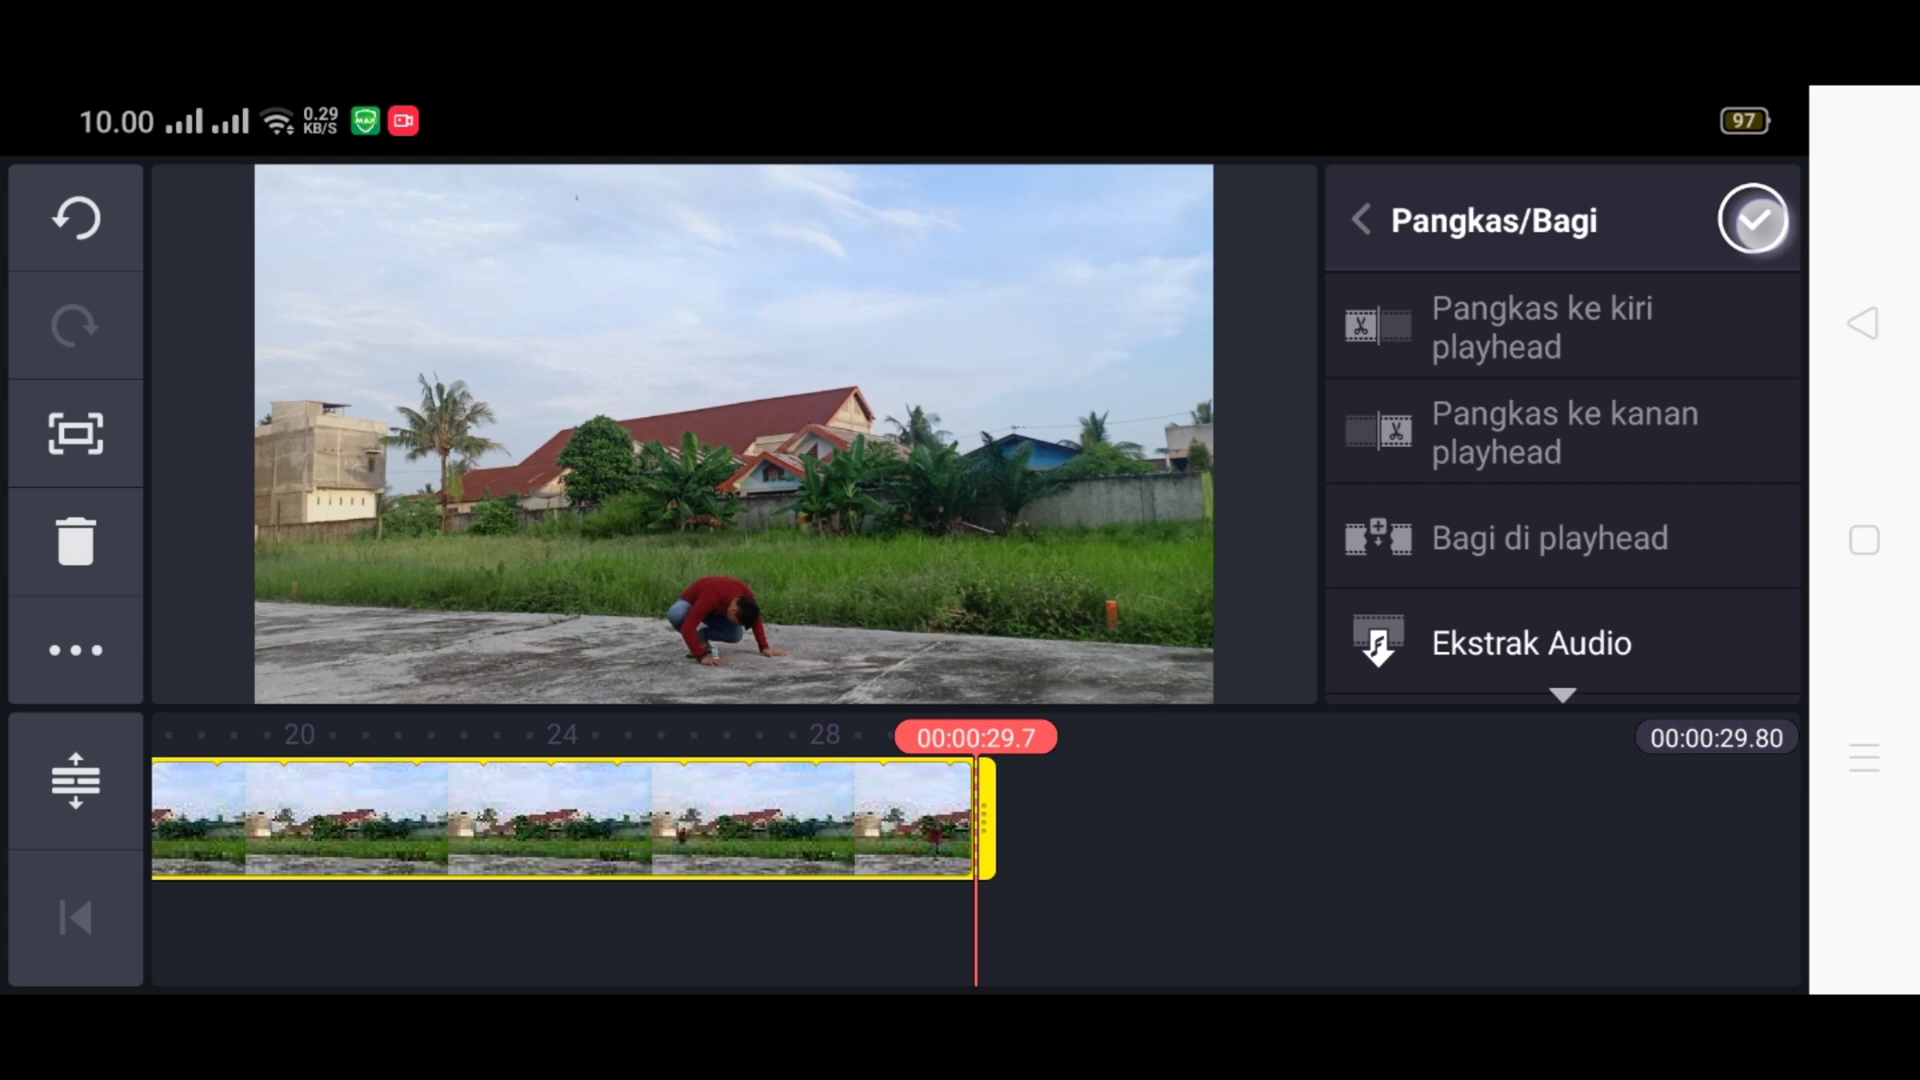 10.00
0.29
KB/S
MAX
97
Pangkas/Bagi
Pangkas ke kiri
playhead
Pangkas ke kanan
playhead
Bagi di playhead
Ekstrak Audio
20
24
28
00:00:29.7
00:00:29.80